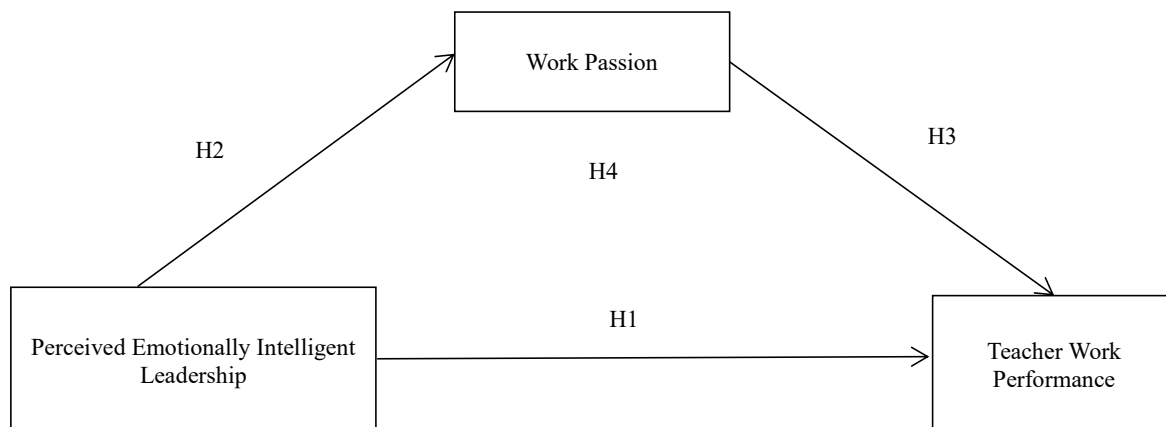 Work Passion
H2
H3
H4
H1
Perceived Emotionally Intelligent
Leadership
Teacher Work
Performance